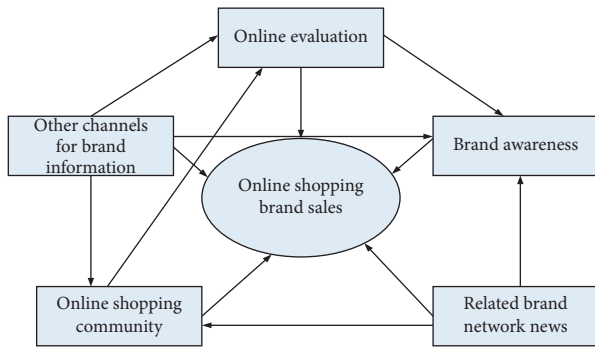 Online evaluation
Other channels
for brand
information
Brand awareness
Online shopping
brand sales
Online shopping
community
Related brand
network news